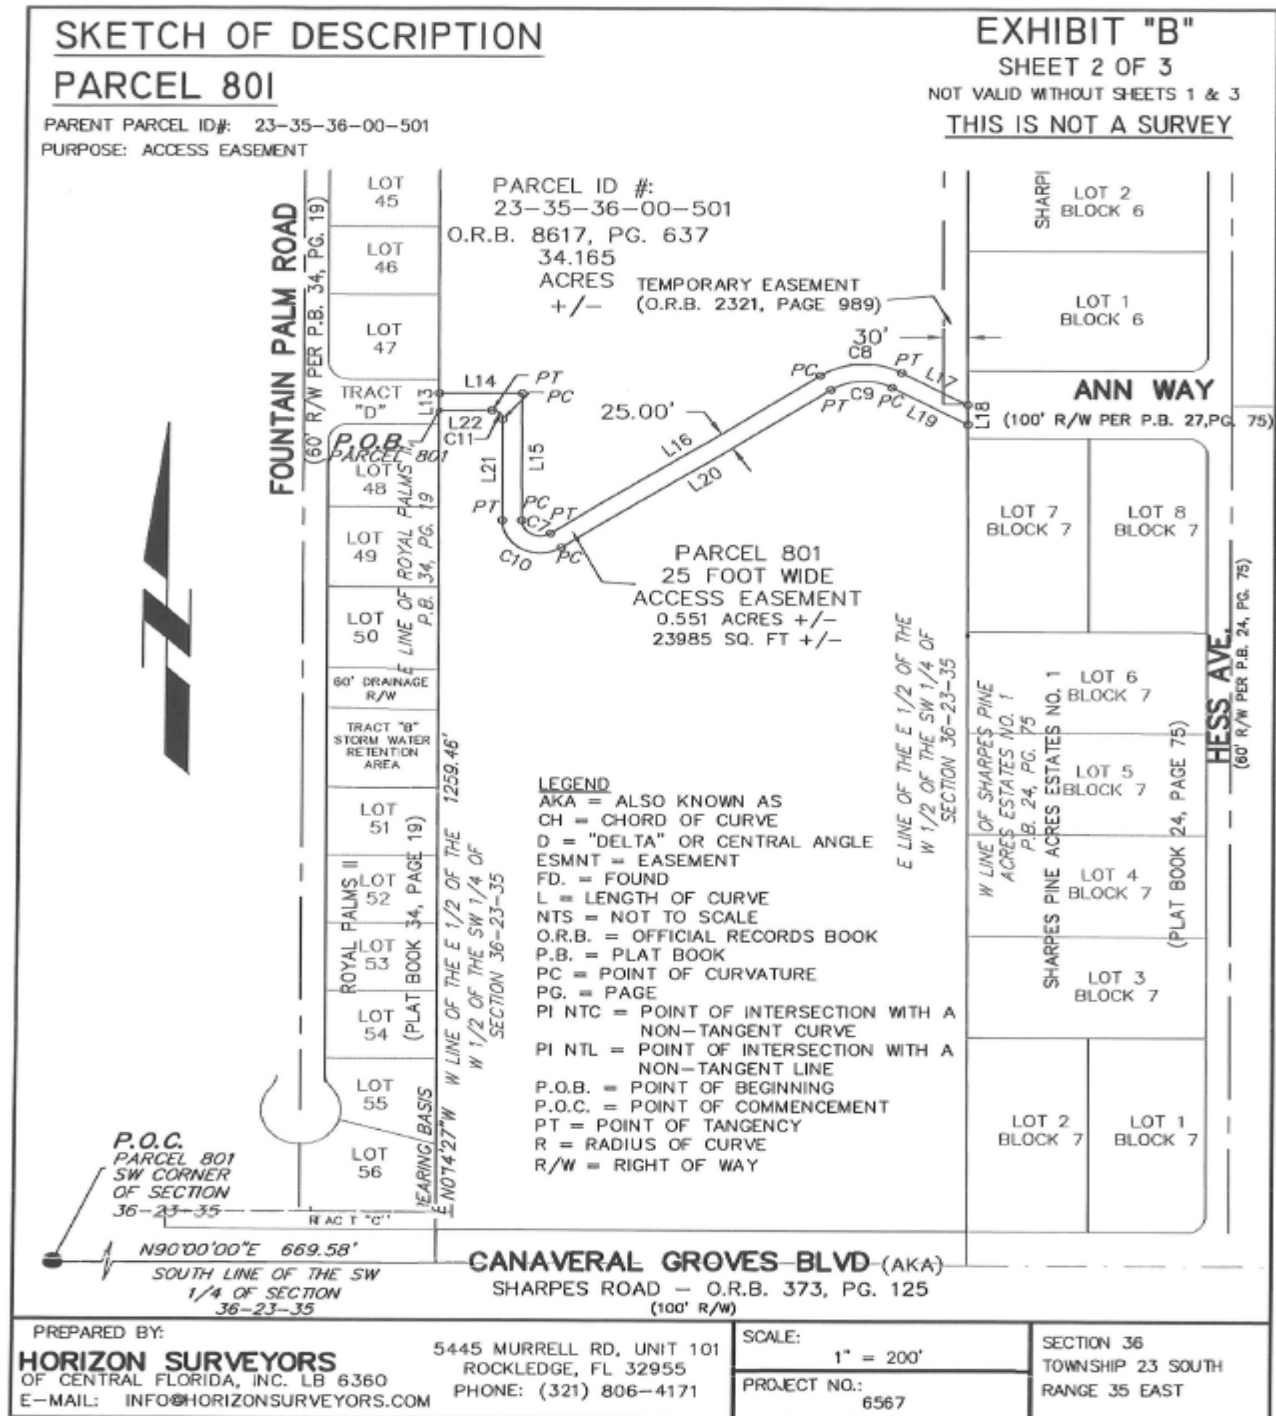 SKETCH OF DESCRIPTION
PARCEL 801
PARENT PARCEL ID#: 23-35-36-00-501
PURPOSE: ACCESS EASEMENT
EXHIBIT "B"
SHEET 2 OF 3
NOT VALID WITHOUT SHEETS 1 & 3
THIS IS NOT A SURVEY
PARCEL ID #:
23-35-36-00-501
O.R.B. 8617, PG. 637
34.165
ACRES
+/-
TEMPORARY EASEMENT
(O.R.B. 2321, PAGE 989)
30'
FOUNTAIN PALM ROAD
(60' R/W PER P.B. 34, PG. 19)
LOT
45
LOT
46
LOT
47
TRACT
"D"
P.O.B.
PARCEL 801
LOT
48
LOT
49
LOT
50
60' DRAINAGE
R/W
TRACT "B"
STORM WATER
RETENTION
AREA
LOT
51
LOT
52
LOT
53
LOT
54
LOT
55
LOT
56
ROYAL PALMS II
(PLAT BOOK 34, PAGE 19)
E LINE OF ROYAL PALMS II,
P.B. 34, PG. 19
L13
L14
PT
PC
L22
C11
L21
L15
PT
PC
PT
C7
C10
PC
25.00'
L16
L20
PC
C8
PT
L17
C9
PT
PC
L19
L18
SHARPI
LOT 2
BLOCK 6
LOT 1
BLOCK 6
ANN WAY
(100' R/W PER P.B. 27,PG. 75)
LOT 7
BLOCK 7
LOT 8
BLOCK 7
LOT 6
BLOCK 7
LOT 5
BLOCK 7
LOT 4
BLOCK 7
LOT 3
BLOCK 7
LOT 2
BLOCK 7
LOT 1
BLOCK 7
HESS AVE.
(60' R/W PER P.B. 24, PG. 75)
PARCEL 801
25 FOOT WIDE
ACCESS EASEMENT
0.551 ACRES +/-
23985 SQ. FT +/-
E LINE OF THE E 1/2 OF THE
W 1/2 OF THE SW 1/4 OF
SECTION 36-23-35
W LINE OF SHARPES PINE
ACRES ESTATES NO. 1
P.B. 24, PG. 75
SHARPES PINE ACRES ESTATES NO. 1
(PLAT BOOK 24, PAGE 75)
1259.46'
W LINE OF THE E 1/2 OF THE
W 1/2 OF THE SW 1/4 OF
SECTION 36-23-35
EARING BASIS
N0°14'27"W
LEGEND
AKA = ALSO KNOWN AS
CH = CHORD OF CURVE
D = "DELTA" OR CENTRAL ANGLE
ESMNT = EASEMENT
FD. = FOUND
L = LENGTH OF CURVE
NTS = NOT TO SCALE
O.R.B. = OFFICIAL RECORDS BOOK
P.B. = PLAT BOOK
PC = POINT OF CURVATURE
PG. = PAGE
PI NTC = POINT OF INTERSECTION WITH A
NON-TANGENT CURVE
PI NTL = POINT OF INTERSECTION WITH A
NON-TANGENT LINE
P.O.B. = POINT OF BEGINNING
P.O.C. = POINT OF COMMENCEMENT
PT = POINT OF TANGENCY
R = RADIUS OF CURVE
R/W = RIGHT OF WAY
P.O.C.
PARCEL 801
SW CORNER
OF SECTION
36-23-35
"C"
N90°00'00"E 669.58'
SOUTH LINE OF THE SW
1/4 OF SECTION
36-23-35
CANAVERAL GROVES BLVD (AKA)
SHARPES ROAD - O.R.B. 373, PG. 125
(100' R/W)
PREPARED BY:
HORIZON SURVEYORS
OF CENTRAL FLORIDA, INC. LB 6360
E-MAIL: INFO@HORIZONSURVEYORS.COM
5445 MURRELL RD, UNIT 101
ROCKLEDGE, FL 32955
PHONE: (321) 806-4171
SCALE:
1" = 200'
PROJECT NO.:
6567
SECTION 36
TOWNSHIP 23 SOUTH
RANGE 35 EAST